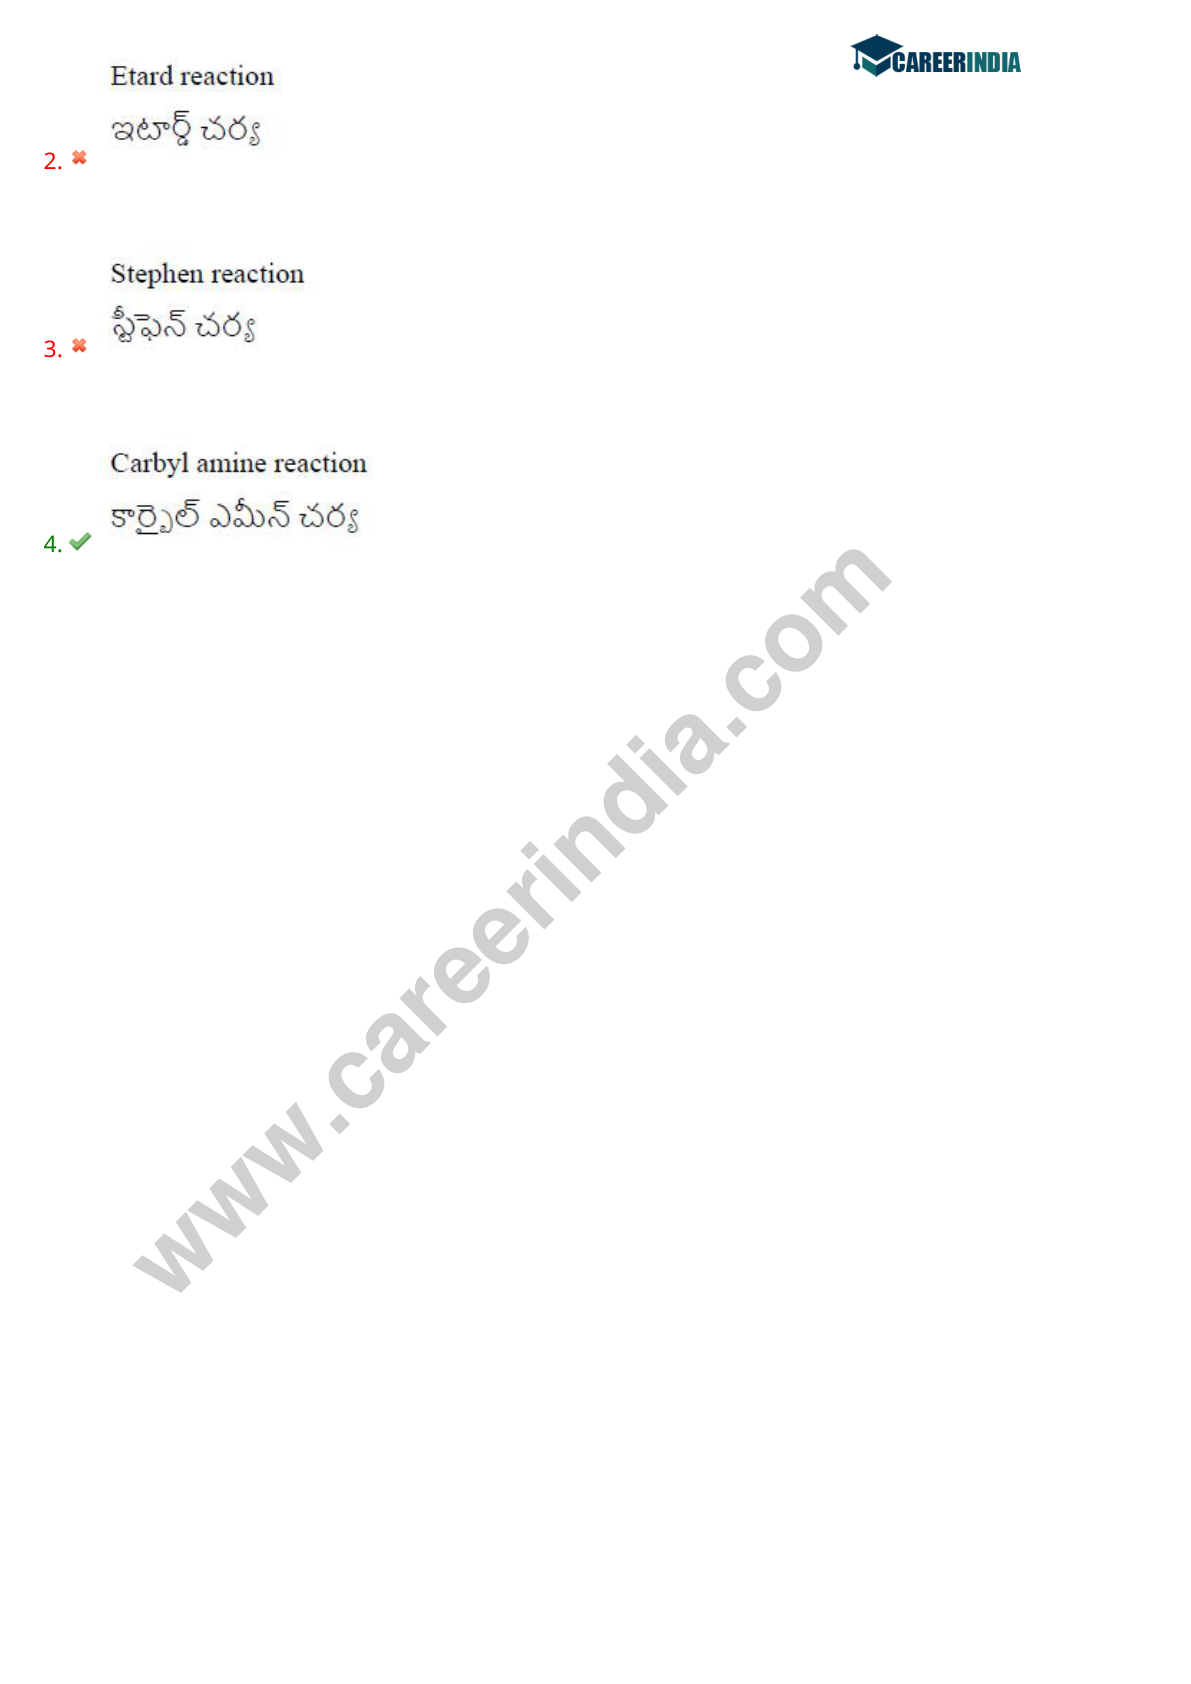 CAREERINDIA
Etard reaction
ఇటార్డ్ చర్య
2.
Stephen reaction
స్టీఫెన్ చర్య
3.
Carbyl amine reaction
కార్బైల్ ఎమీన్ చర్య
4.
www.careerindia.com